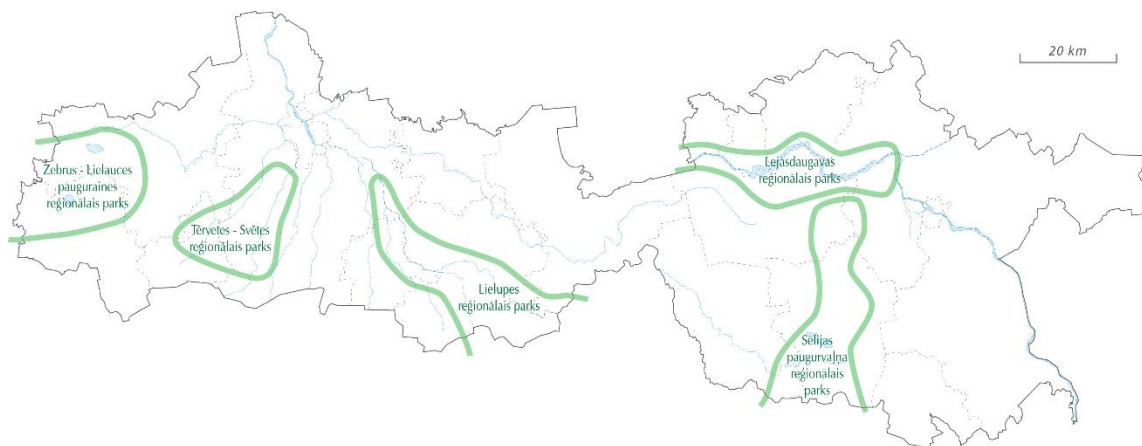 20 km
Zebrus - Lielauces
pauguraines
reģionālais parks
Tērvetes - Svētes
reģionālais parks
Lielupes
reģionālais parks
Lejasdaugavas
reģionālais parks
Sēlijas
paugurvaļņa
reģionālais
parks